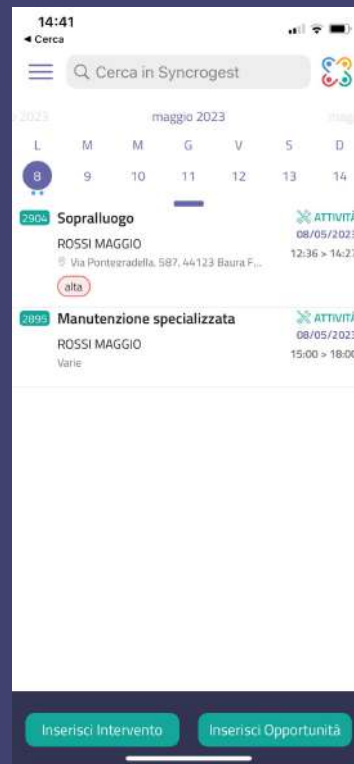 14:41
◀ Cerca
Cerca in Syncrogest
2023 maggio 2023 mag
L M M G V S D
8 9 10 11 12 13 14
2904 Sopralluogo ATTIVITÀ
ROSSI MAGGIO 08/05/2023
Via Pontegradella, 587, 44123 Baura F... 12:36 > 14:27
alta
2895 Manutenzione specializzata ATTIVITÀ
ROSSI MAGGIO 08/05/2023
Varie 15:00 > 18:00
Inserisci Intervento Inserisci Opportunità